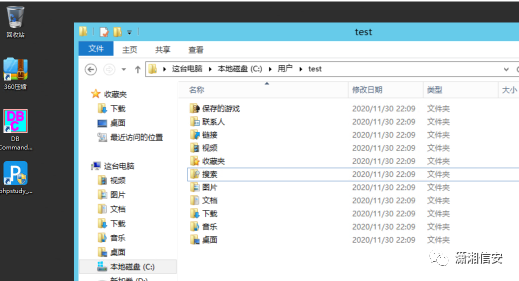 回收站
360压缩
DB
Command...
phpstudy_...
test
文件
主页
共享
查看
这台电脑 本地磁盘 (C:) 用户 test
收藏夹
下载
桌面
最近访问的位置
这台电脑
视频
图片
文档
下载
音乐
桌面
本地磁盘 (C:)
名称 修改日期 类型 大小
保存的游戏 2020/11/30 22:09 文件夹
联系人 2020/11/30 22:09 文件夹
链接 2020/11/30 22:09 文件夹
视频 2020/11/30 22:09 文件夹
收藏夹 2020/11/30 22:09 文件夹
搜索 2020/11/30 22:09 文件夹
图片 2020/11/30 22:09 文件夹
文档 2020/11/30 22:09 文件夹
下载 2020/11/30 22:09 文件夹
音乐 2020/11/30 22:09 文件夹
桌面 2020/11/30 22:09 文件夹
潇湘信安